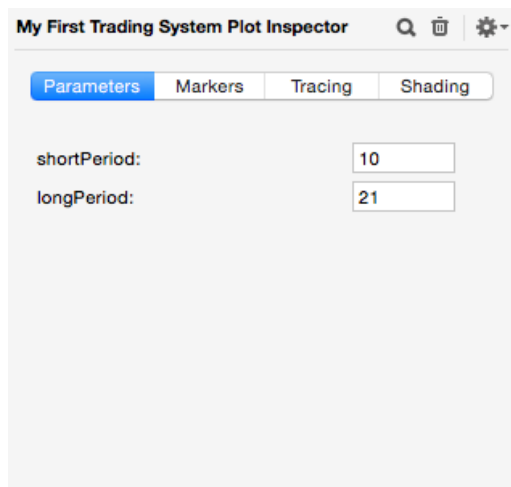 My First Trading System Plot Inspector
Parameters Markers Tracing Shading
shortPeriod: 10
longPeriod: 21